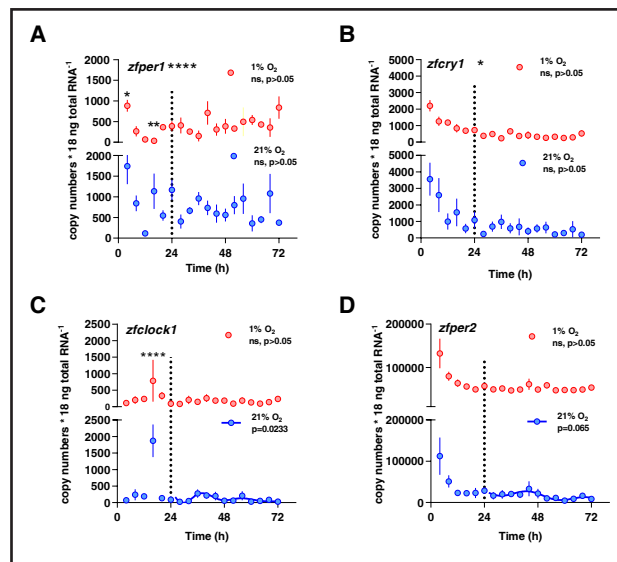 A
zfper1 ****
1% O2
ns, p>0.05
2000
1500
1000
500
0
*
**
21% O2
ns, p>0.05
2000
1500
1000
500
0
copy numbers * 18 ng total RNA-1
0 24 48 72
Time (h)
B
zfcry1 *
1% O2
ns, p>0.05
5000
4000
3000
2000
1000
0
21% O2
ns, p>0.05
5000
4000
3000
2000
1000
0
copy numbers * 18 ng total RNA-1
0 24 48 72
Time (h)
C
zfclock1
1% O2
ns, p>0.05
2500
2000
1500
1000
500
0
****
21% O2
p=0.0233
2500
2000
1500
1000
500
0
copy numbers * 18 ng total RNA-1
0 24 48 72
Time (h)
D
zfper2
1% O2
ns, p>0.05
200000
100000
0
21% O2
p=0.065
200000
100000
0
copy numbers * 18 ng total RNA-1
0 24 48 72
Time (h)